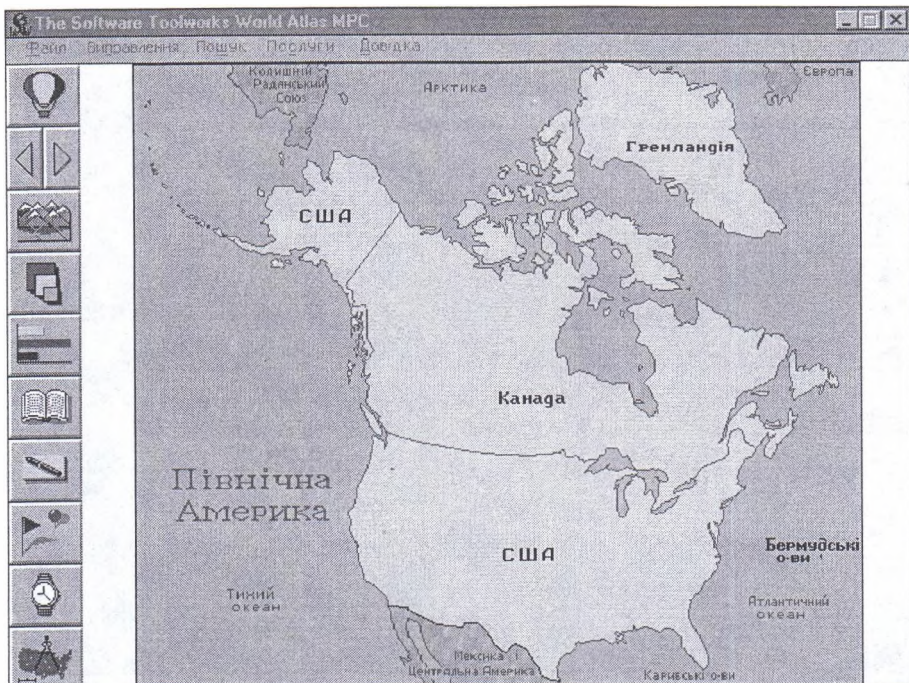 The Software Toolworks World Atlas MPC
Файл Виправлення Пошук Послуги Довідка
Колишній
Радянський
Союз
Арктика
Європа
Гренландія
США
Канада
Північна
Америка
США
Бермудські
о-ви
Тихий
океан
Атлантичний
океан
Мексика і
Центральна Америка
Карибські о-ви